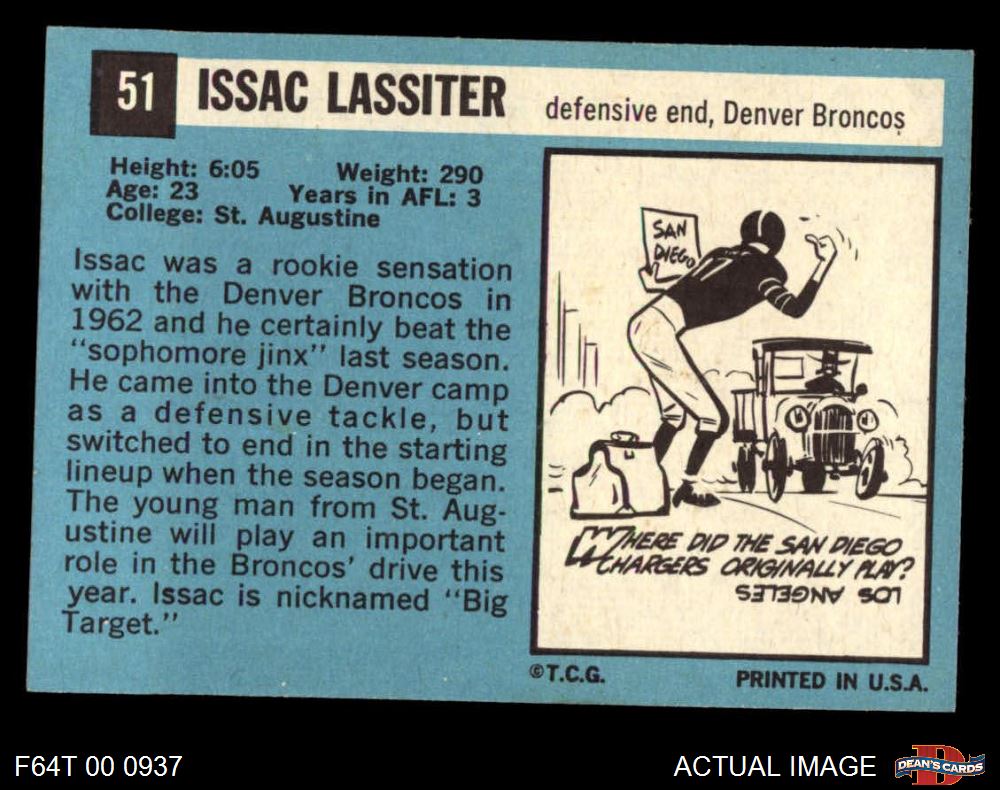 51 ISSAC LASSITER defensive end, Denver Broncos
Height: 6:05 Weight: 290
Age: 23 Years in AFL: 3
College: St. Augustine
Issac was a rookie sensation
with the Denver Broncos in
1962 and he certainly beat the
"sophomore jinx" last season.
He came into the Denver camp
as a defensive tackle, but
switched to end in the starting
lineup when the season began.
The young man from St. Aug-
ustine will play an important
role in the Broncos' drive this
year. Issac is nicknamed "Big
Target."
SAN
DIEGO
WHERE DID THE SAN DIEGO
CHARGERS ORIGINALLY PLAY?
LOS ANGELES
©T.C.G. PRINTED IN U.S.A.
F64T 00 0937 ACTUAL IMAGE
D
DEAN'S CARDS